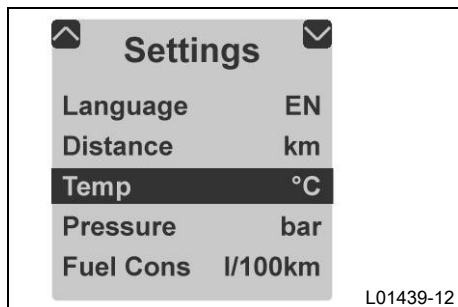 Settings
Language EN
Distance km
Temp °C
Pressure bar
Fuel Cons l/100km
L01439-12